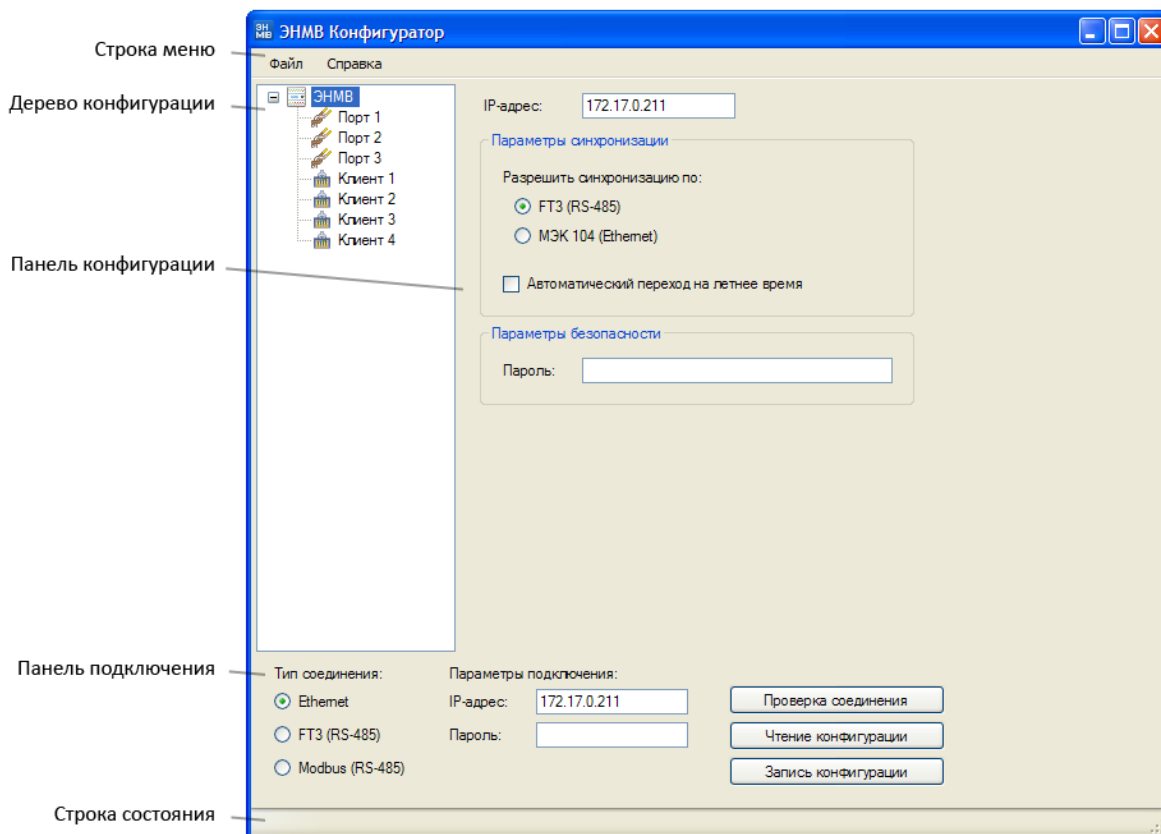 ЭНМВ Конфигуратор
Строка меню
Файл Справка
Дерево конфигурации
ЭНМВ
Порт 1
Порт 2
Порт 3
Клиент 1
Клиент 2
Клиент 3
Клиент 4
IP-адрес: 172.17.0.211
Параметры синхронизации
Разрешить синхронизацию по:
FT3 (RS-485)
МЭК 104 (Ethernet)
Панель конфигурации
Автоматический переход на летнее время
Параметры безопасности
Пароль:
Панель подключения
Тип соединения:
Ethernet
FT3 (RS-485)
Modbus (RS-485)
Параметры подключения:
IP-адрес: 172.17.0.211
Пароль:
Проверка соединения
Чтение конфигурации
Запись конфигурации
Строка состояния